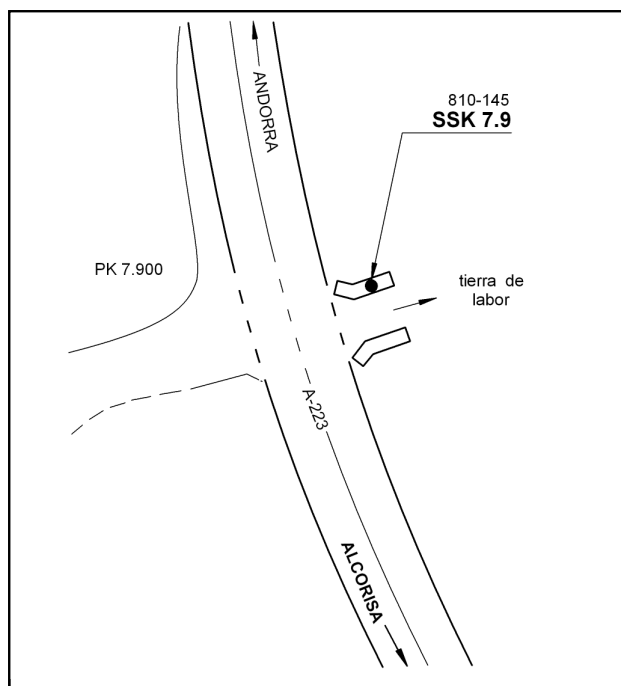 ANDORRA
810-145
SSK 7.9
PK 7.900
tierra de
labor
A-223
ALCORISA